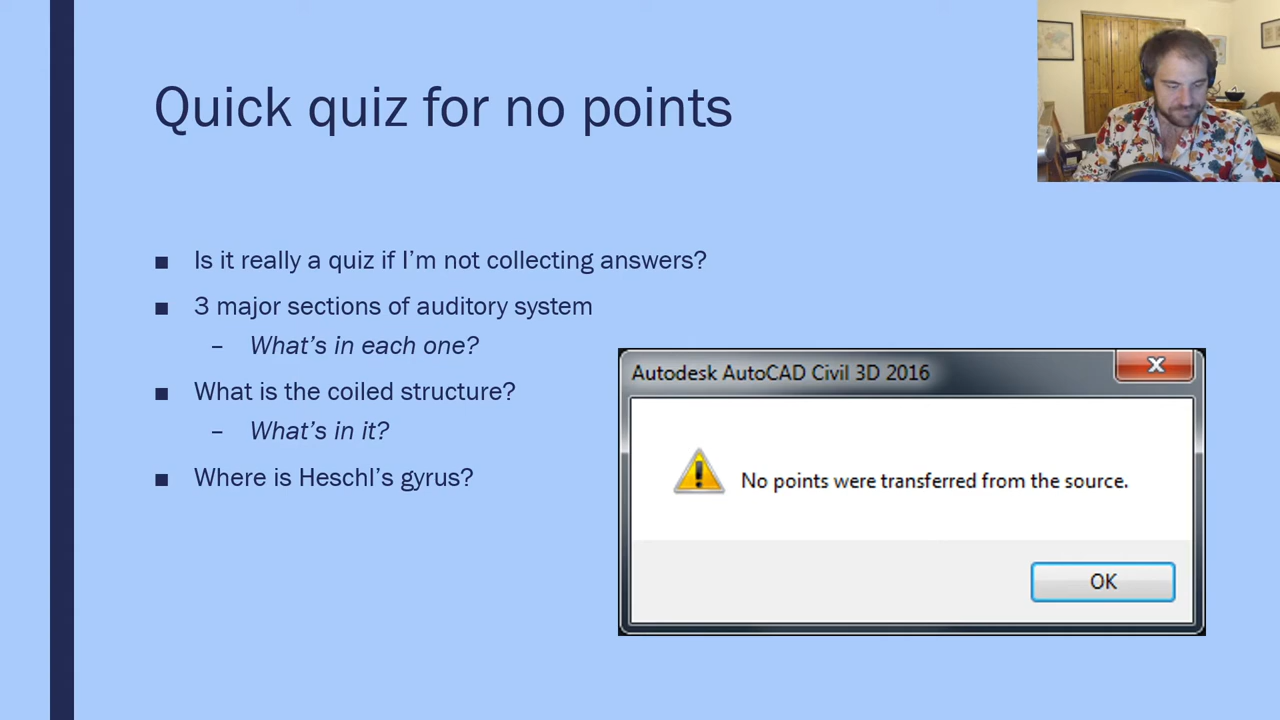 Quick quiz for no points
■ Is it really a quiz if I'm not collecting answers?
■ 3 major sections of auditory system
– What's in each one?
■ What is the coiled structure?
– What's in it?
■ Where is Heschl's gyrus?
Autodesk AutoCAD Civil 3D 2016
No points were transferred from the source.
OK